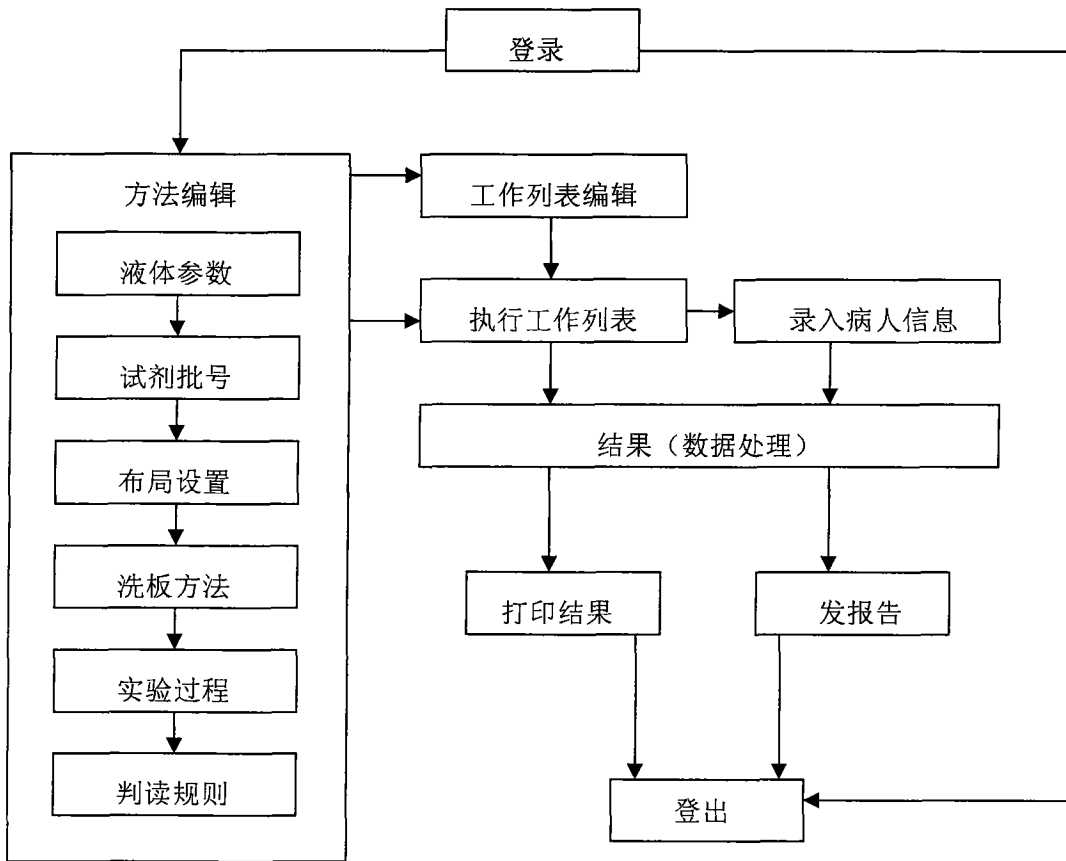 登录
方法编辑
液体参数
试剂批号
布局设置
洗板方法
实验过程
判读规则
工作列表编辑
执行工作列表
录入病人信息
结果（数据处理）
打印结果
发报告
登出